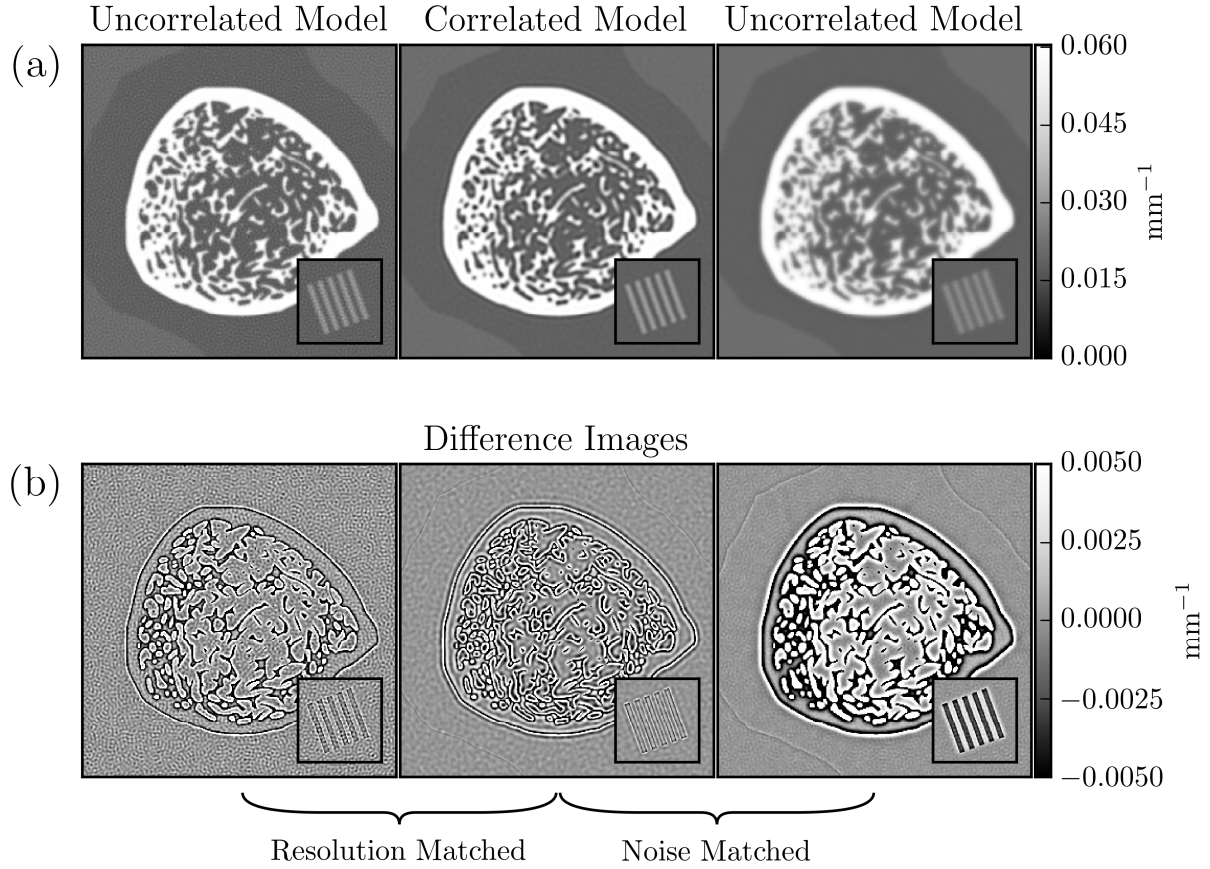 Uncorrelated Model Correlated Model Uncorrelated Model
(a)
0.060
0.045
0.030
0.015
0.000
mm⁻¹
Difference Images
(b)
0.0050
0.0025
0.0000
−0.0025
−0.0050
mm⁻¹
Resolution Matched Noise Matched